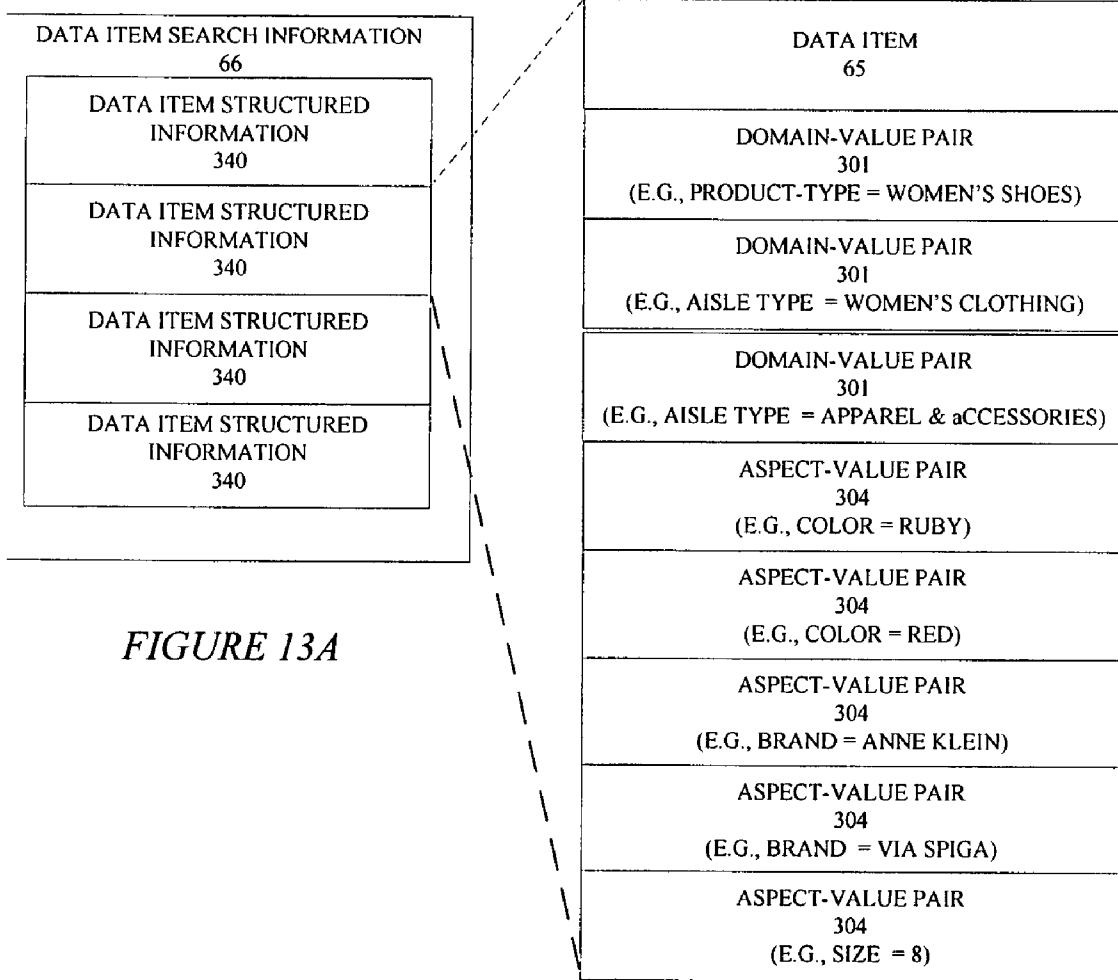 DATA ITEM SEARCH INFORMATION
66
DATA ITEM STRUCTURED
INFORMATION
340
DATA ITEM STRUCTURED
INFORMATION
340
DATA ITEM STRUCTURED
INFORMATION
340
DATA ITEM STRUCTURED
INFORMATION
340
FIGURE 13A
DATA ITEM
65
DOMAIN-VALUE PAIR
301
(E.G., PRODUCT-TYPE = WOMEN'S SHOES)
DOMAIN-VALUE PAIR
301
(E.G., AISLE TYPE = WOMEN'S CLOTHING)
DOMAIN-VALUE PAIR
301
(E.G., AISLE TYPE = APPAREL & aCCESSORIES)
ASPECT-VALUE PAIR
304
(E.G., COLOR = RUBY)
ASPECT-VALUE PAIR
304
(E.G., COLOR = RED)
ASPECT-VALUE PAIR
304
(E.G., BRAND = ANNE KLEIN)
ASPECT-VALUE PAIR
304
(E.G., BRAND = VIA SPIGA)
ASPECT-VALUE PAIR
304
(E.G., SIZE = 8)